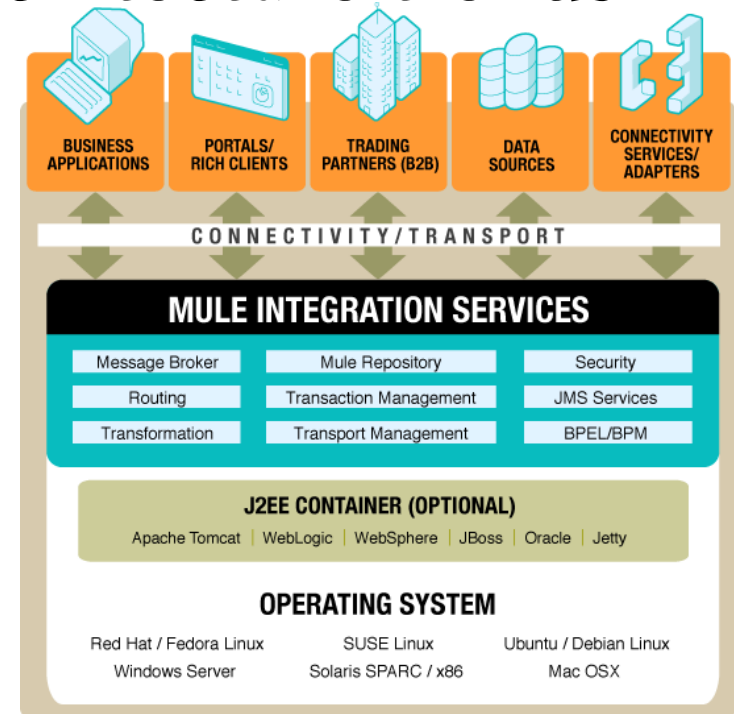 BUSINESS
APPLICATIONS
PORTALS/
RICH CLIENTS
TRADING
PARTNERS (B2B)
DATA
SOURCES
CONNECTIVITY
SERVICES/
ADAPTERS
CONNECTIVITY/TRANSPORT
MULE INTEGRATION SERVICES
Message Broker
Mule Repository
Security
Routing
Transaction Management
JMS Services
Transformation
Transport Management
BPEL/BPM
J2EE CONTAINER (OPTIONAL)
Apache Tomcat | WebLogic | WebSphere | JBoss | Oracle | Jetty
OPERATING SYSTEM
Red Hat / Fedora Linux
SUSE Linux
Ubuntu / Debian Linux
Windows Server
Solaris SPARC / x86
Mac OSX